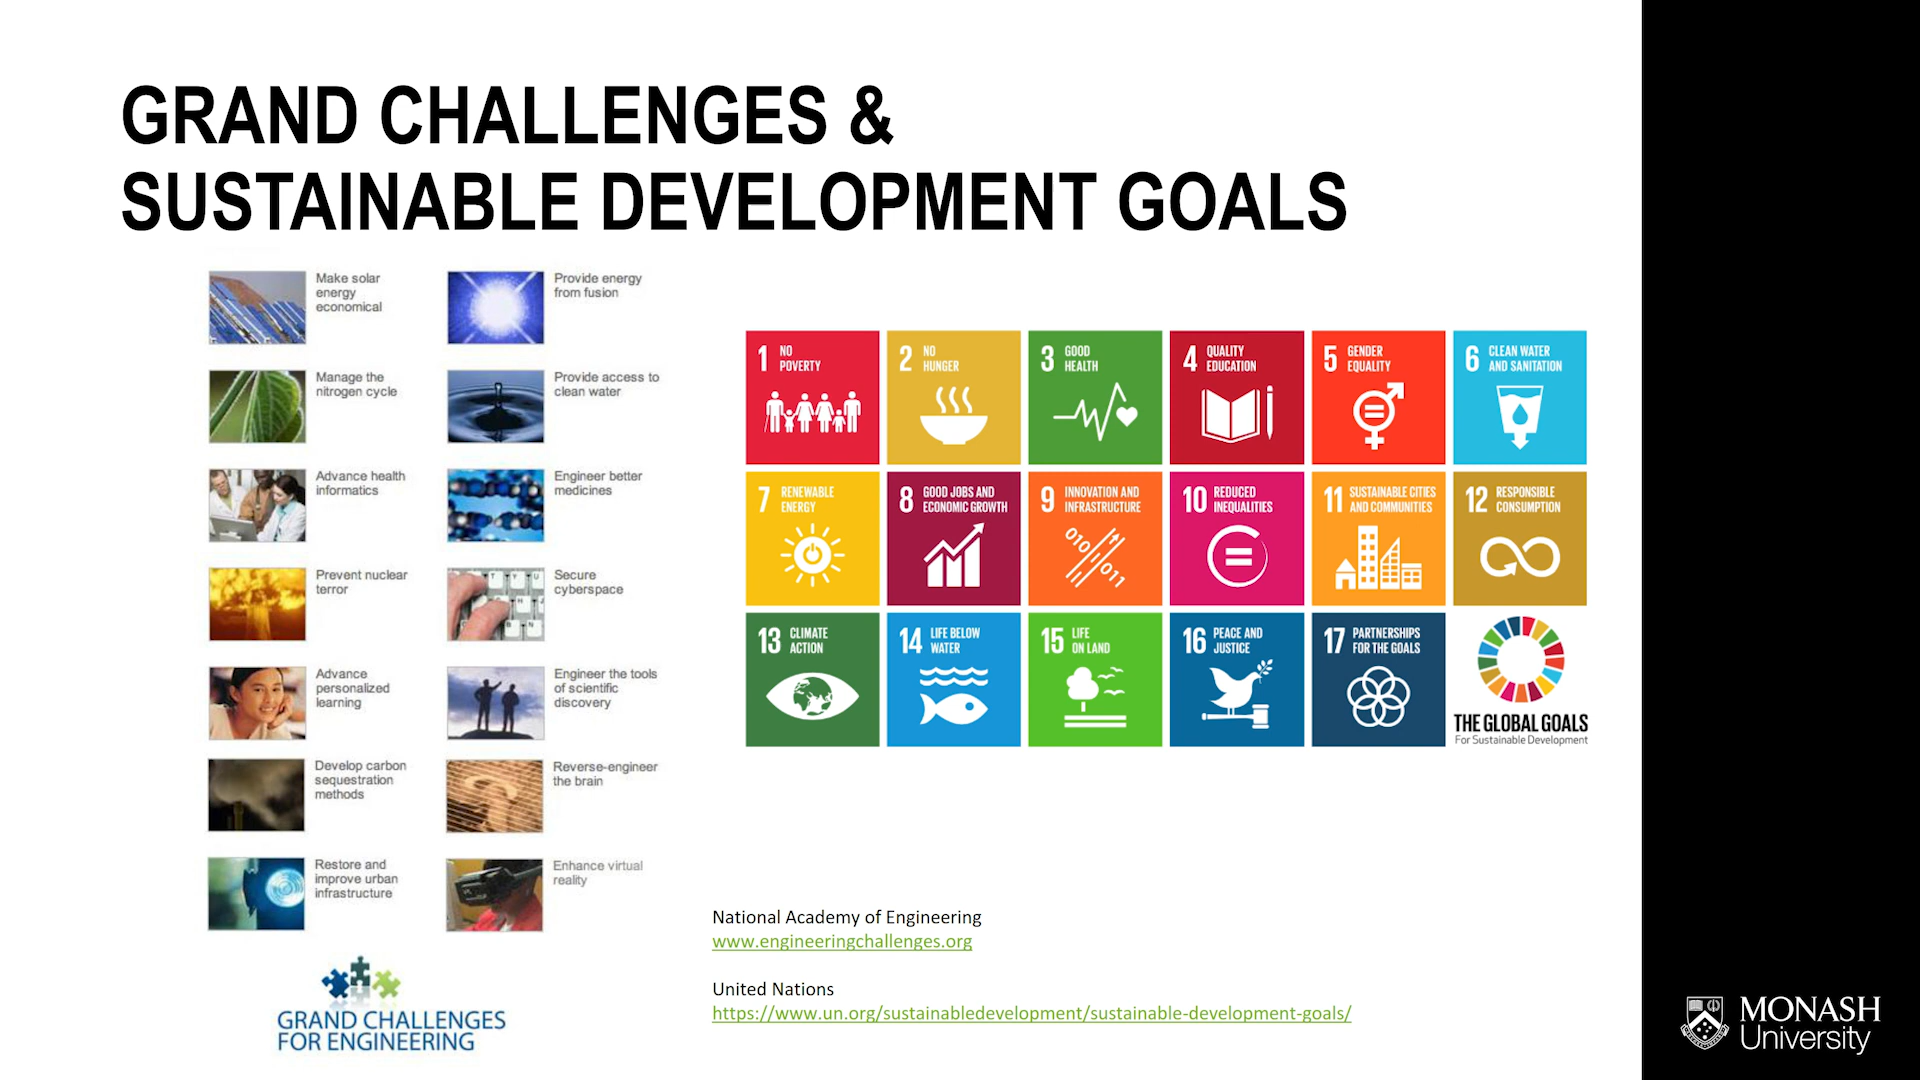 GRAND CHALLENGES &
SUSTAINABLE DEVELOPMENT GOALS
Make solar
energy
economical
Provide energy
from fusion
Manage the
nitrogen cycle
Provide access to
clean water
Advance health
informatics
Engineer better
medicines
Prevent nuclear
terror
Secure
cyberspace
Advance
personalized
learning
Engineer the tools
of scientific
discovery
Develop carbon
sequestration
methods
Reverse-engineer
the brain
Restore and
improve urban
infrastructure
Enhance virtual
reality
GRAND CHALLENGES
FOR ENGINEERING
1 NO
POVERTY
2 NO
HUNGER
3 GOOD
HEALTH
4 QUALITY
EDUCATION
5 GENDER
EQUALITY
6 CLEAN WATER
AND SANITATION
7 RENEWABLE
ENERGY
8 GOOD JOBS AND
ECONOMIC GROWTH
9 INNOVATION AND
INFRASTRUCTURE
010
011
10 REDUCED
INEQUALITIES
11 SUSTAINABLE CITIES
AND COMMUNITIES
12 RESPONSIBLE
CONSUMPTION
13 CLIMATE
ACTION
14 LIFE BELOW
WATER
15 LIFE
ON LAND
16 PEACE AND
JUSTICE
17 PARTNERSHIPS
FOR THE GOALS
THE GLOBAL GOALS
For Sustainable Development
National Academy of Engineering
www.engineeringchallenges.org
United Nations
https://www.un.org/sustainabledevelopment/sustainable-development-goals/
MONASH
University